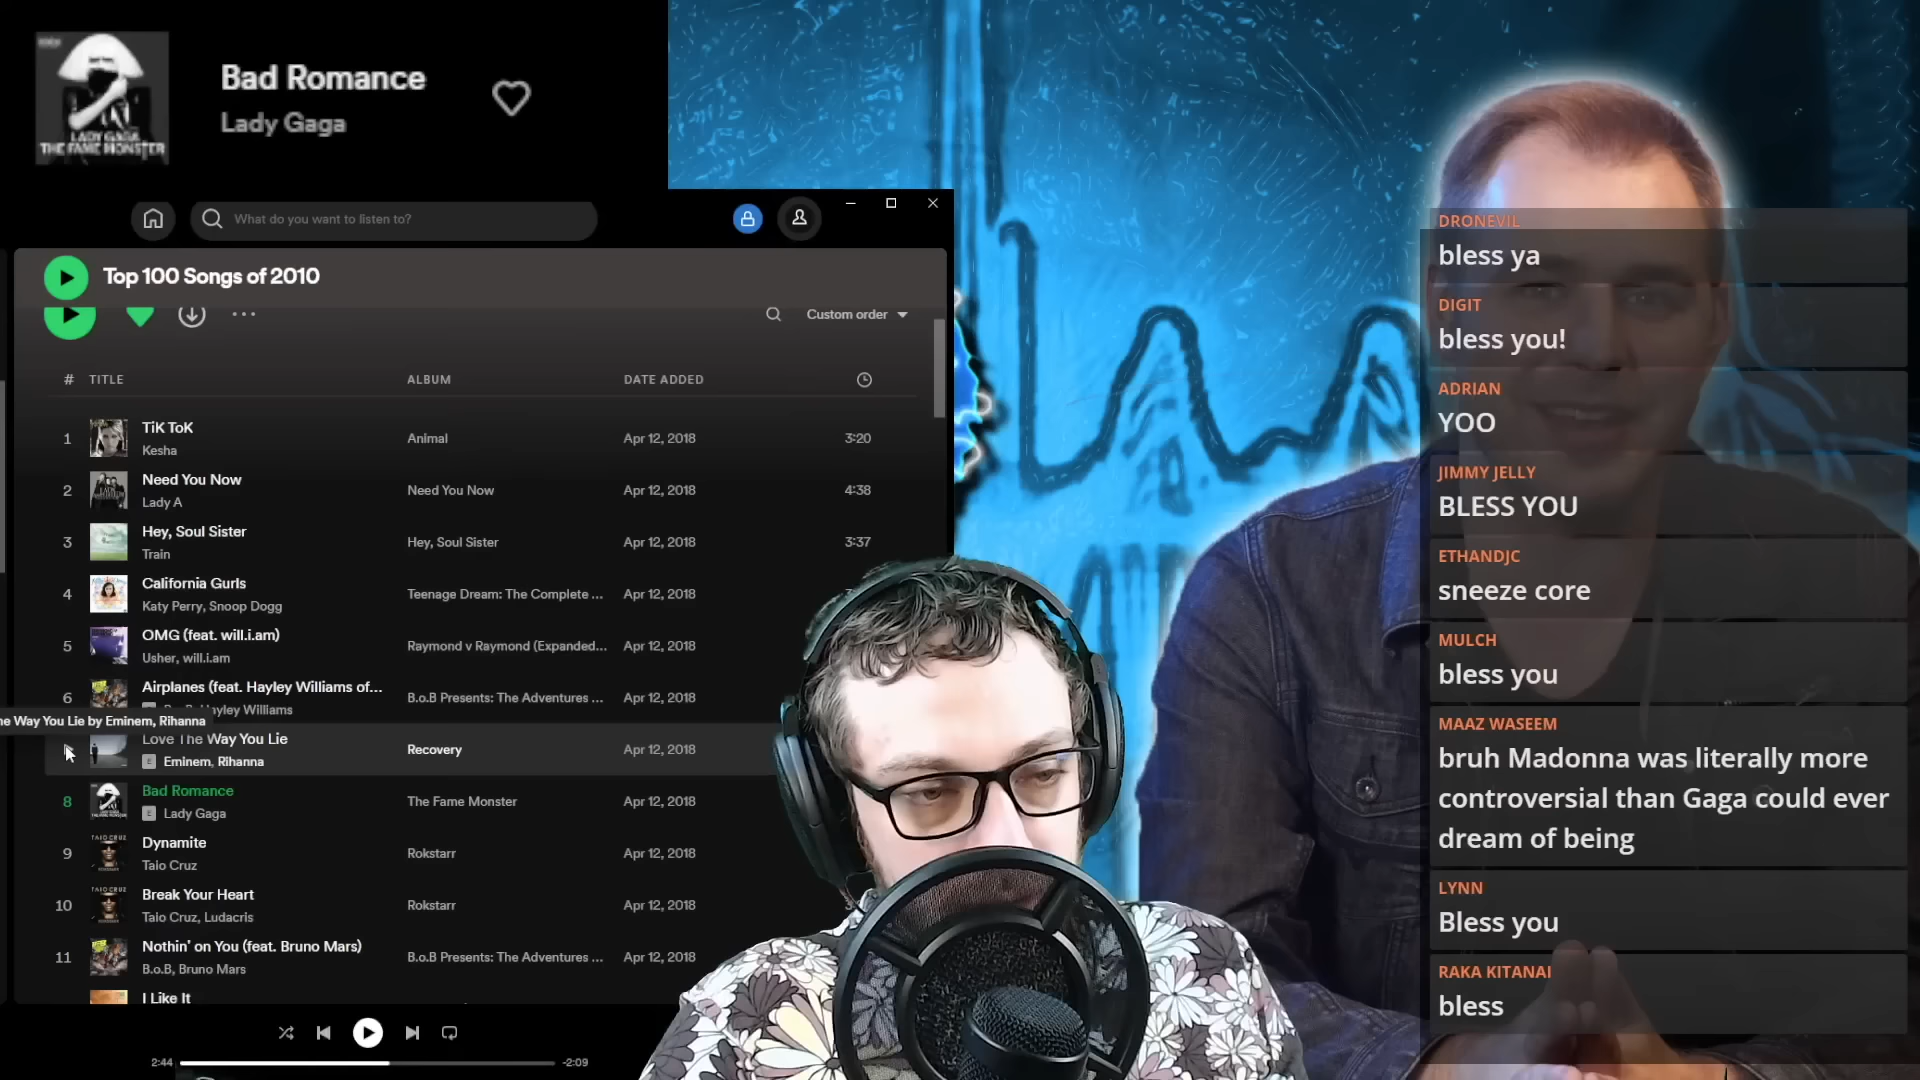 Bad Romance
Lady Gaga
LADY GAGA
THE FAME MONSTER
What do you want to listen to?
Top 100 Songs of 2010
Custom order
# TITLE ALBUM DATE ADDED
1 TiK ToK Animal Apr 12, 2018 3:20
Kesha
2 Need You Now Need You Now Apr 12, 2018 4:38
Lady A
3 Hey, Soul Sister Hey, Soul Sister Apr 12, 2018 3:37
Train
4 California Gurls Teenage Dream: The Complete ... Apr 12, 2018
Katy Perry, Snoop Dogg
5 OMG (feat. will.i.am) Raymond v Raymond (Expanded... Apr 12, 2018
Usher, will.i.am
6 Airplanes (feat. Hayley Williams of... B.o.B Presents: The Adventures ... Apr 12, 2018
Hayley Williams
Way You Lie by Eminem, Rihanna
Love The Way You Lie Recovery Apr 12, 2018
E Eminem, Rihanna
8 Bad Romance The Fame Monster Apr 12, 2018
E Lady Gaga
9 Dynamite Rokstarr Apr 12, 2018
Taio Cruz
10 Break Your Heart Rokstarr Apr 12, 2018
Taio Cruz, Ludacris
11 Nothin' on You (feat. Bruno Mars) B.o.B Presents: The Adventures ... Apr 12, 2018
B.o.B, Bruno Mars
I Like It
2:44 -2:09
DRONEVIL
bless ya
DIGIT
bless you!
ADRIAN
YOO
JIMMY JELLY
BLESS YOU
ETHANDJC
sneeze core
MULCH
bless you
MAAZ WASEEM
bruh Madonna was literally more
controversial than Gaga could ever
dream of being
LYNN
Bless you
RAKA KITANAI
bless